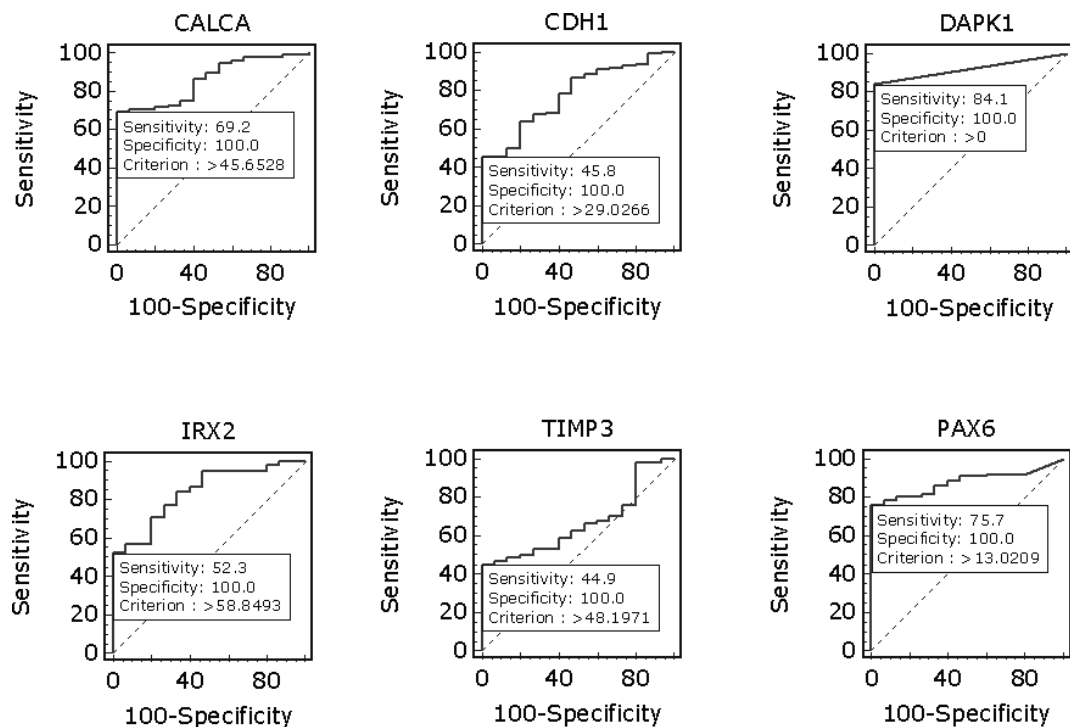 CALCA
Sensitivity
100
80
60
40
20
0
Sensitivity: 69.2
Specificity: 100.0
Criterion : >45.6528
0 40 80
100-Specificity
CDH1
Sensitivity
100
80
60
40
20
0
Sensitivity: 45.8
Specificity: 100.0
Criterion : >29.0266
0 40 80
100-Specificity
DAPK1
Sensitivity
100
80
60
40
20
0
Sensitivity: 84.1
Specificity: 100.0
Criterion : >0
0 40 80
100-Specificity
IRX2
Sensitivity
100
80
60
40
20
0
Sensitivity: 52.3
Specificity: 100.0
Criterion : >58.8493
0 40 80
100-Specificity
TIMP3
Sensitivity
100
80
60
40
20
0
Sensitivity: 44.9
Specificity: 100.0
Criterion : >48.1971
0 40 80
100-Specificity
PAX6
Sensitivity
100
80
60
40
20
0
Sensitivity: 75.7
Specificity: 100.0
Criterion : >13.0209
0 40 80
100-Specificity